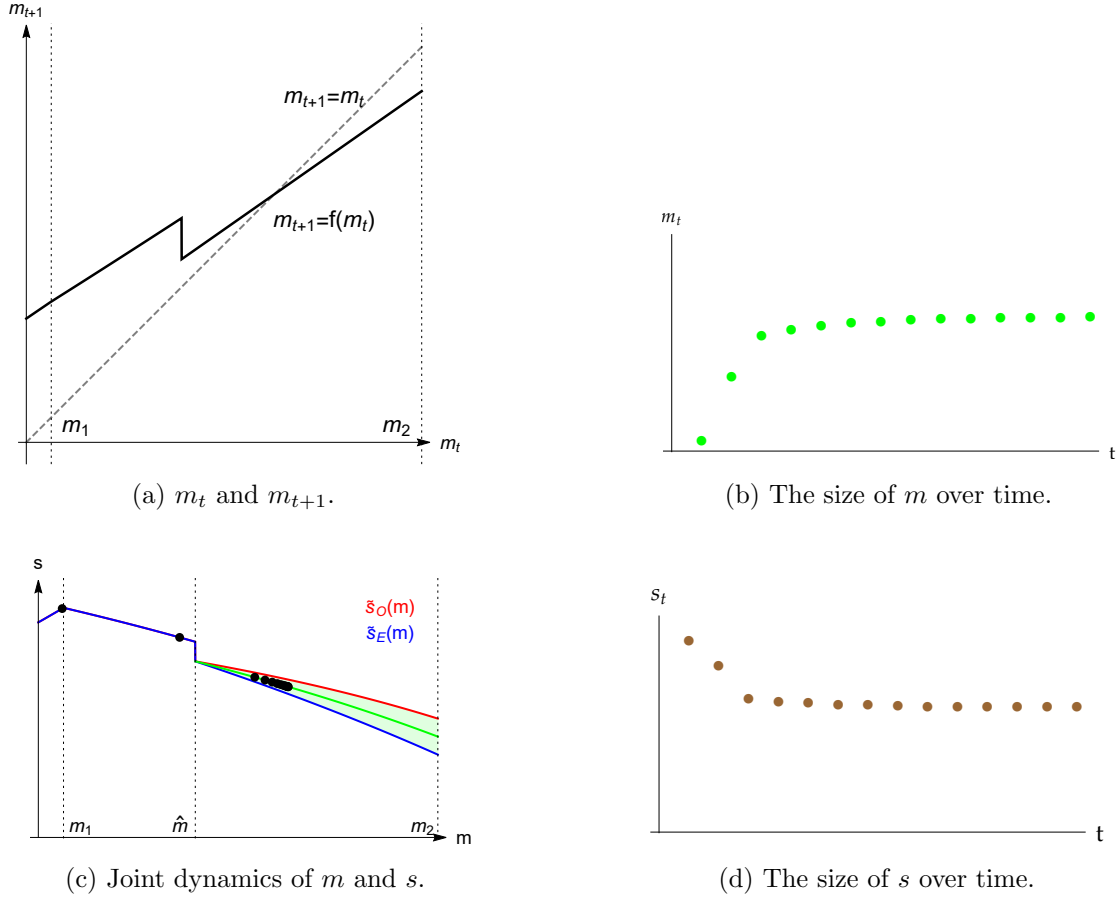 m_{t+1}
m_{t+1}=m_t
m_{t+1}=f(m_t)
m_1
m_2
m_t
(a) m_t and m_{t+1}.
m_t
t
(b) The size of m over time.
s
s̃_O(m)
s̃_E(m)
m_1
m̂
m_2
m
(c) Joint dynamics of m and s.
s_t
t
(d) The size of s over time.